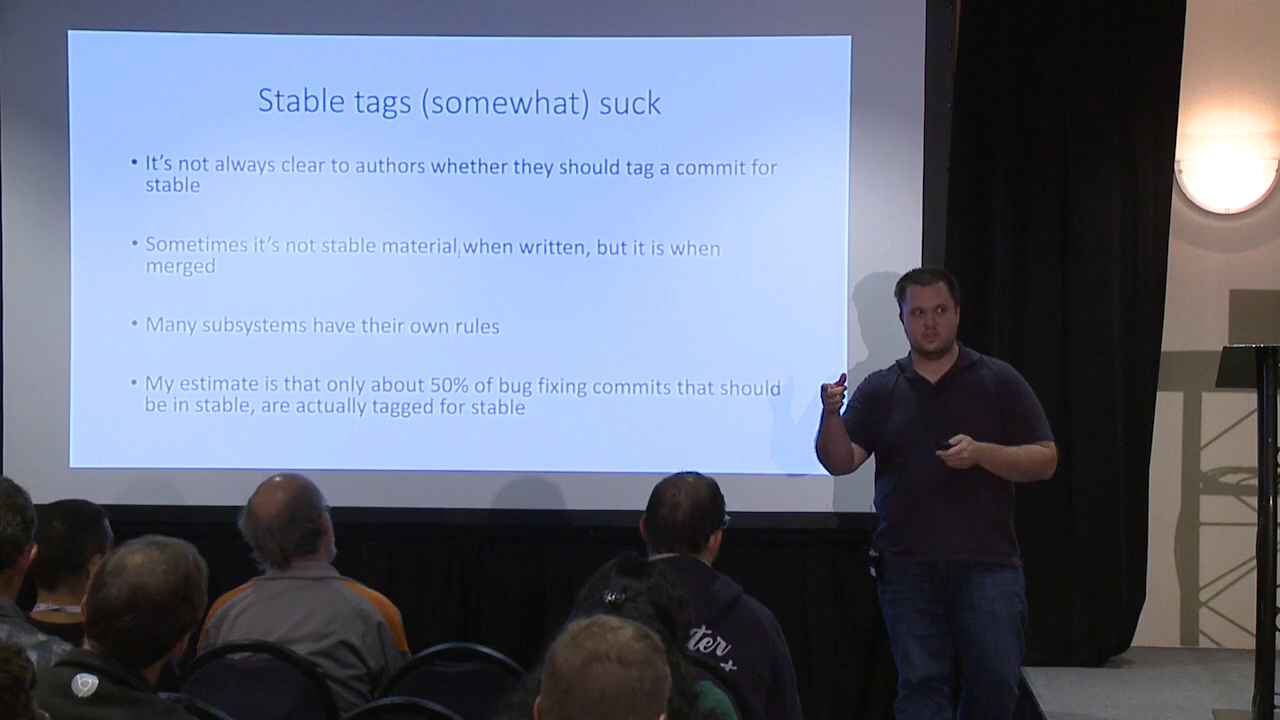 Stable tags (somewhat) suck
• It's not always clear to authors whether they should tag a commit for
stable
• Sometimes it's not stable material when written, but it is when
merged
• Many subsystems have their own rules
• My estimate is that only about 50% of bug fixing commits that should
be in stable, are actually tagged for stable
ter